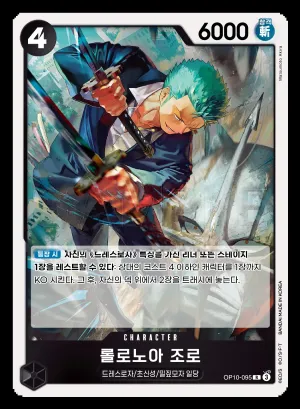 4
6000
참격
斬
등장 시 자신의 《드레스로사》 특징을 가진 리더 또는 스테이지
1장을 레스트할 수 있다: 상대의 코스트 4 이하인 캐릭터를 1장까지
KO 시킨다. 그 후, 자신의 덱 위에서 2장을 트래시에 놓는다.
CHARACTER
롤로노아 조로
드레스로자/초신성/밀짚모자 일당
OP10-095 R
3
BANDAI MADE IN KOREA